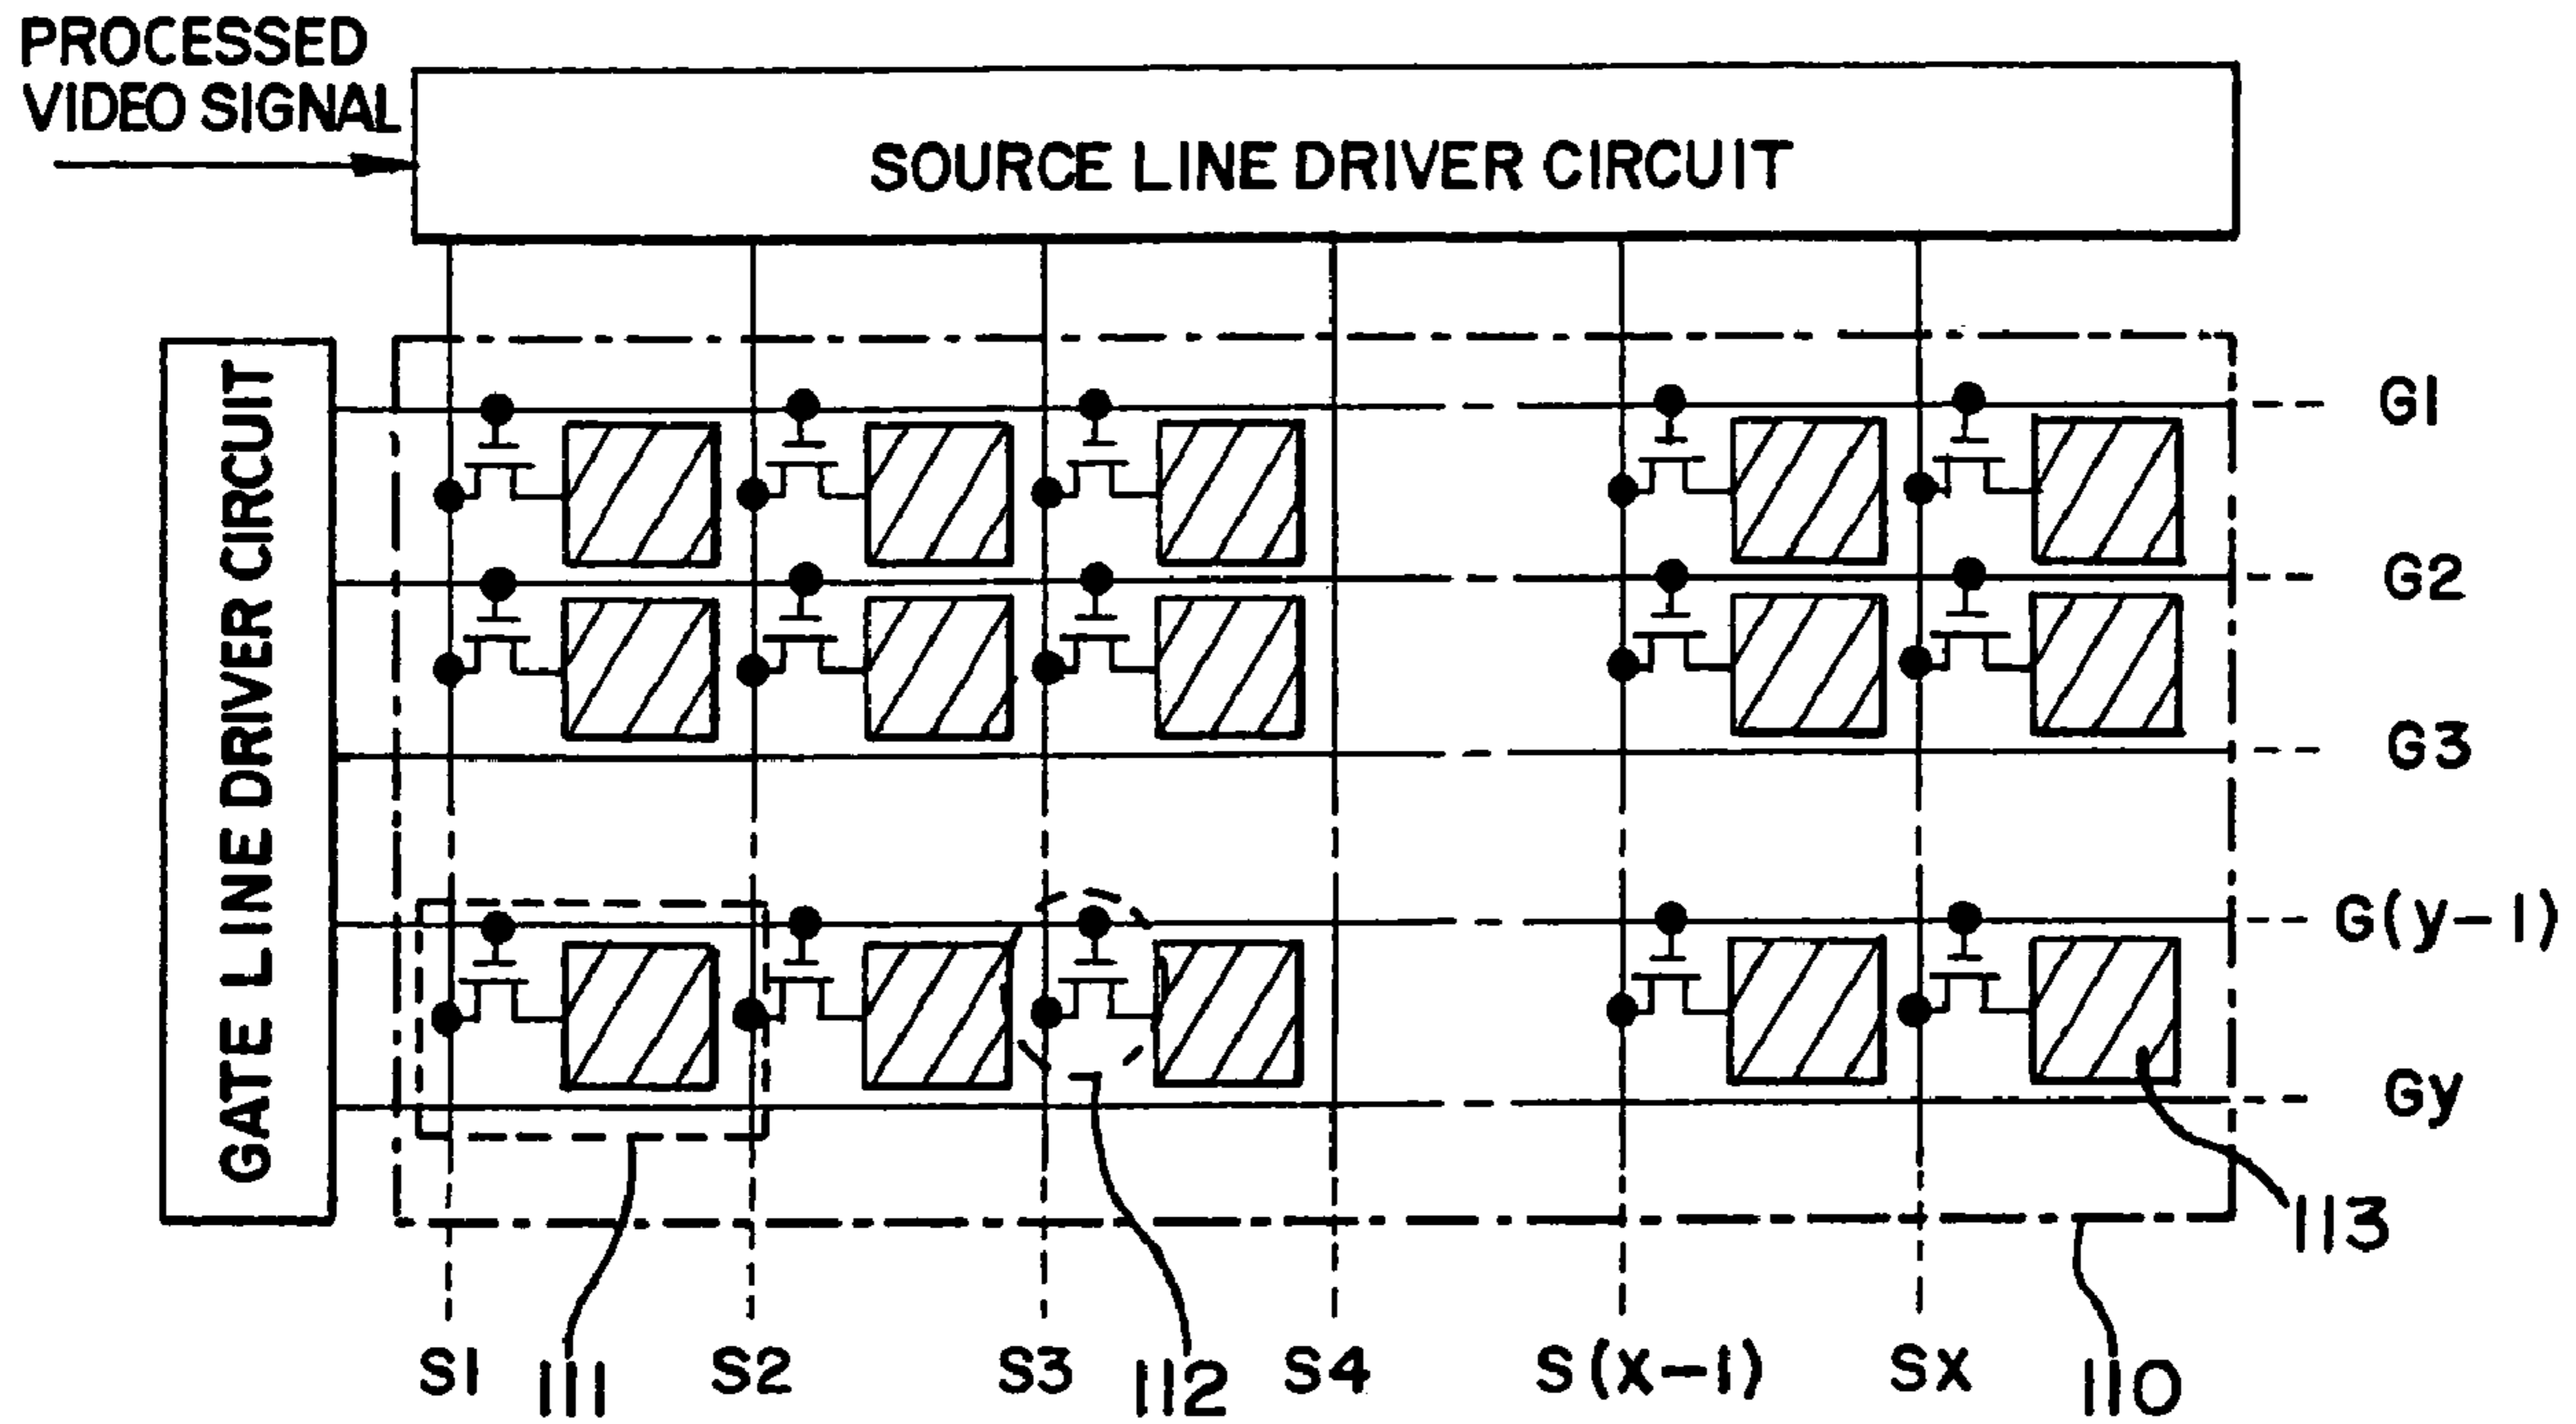 PROCESSED
VIDEO SIGNAL
SOURCE LINE DRIVER CIRCUIT
GATE LINE DRIVER CIRCUIT
G1
G2
G3
G(y-1)
Gy
113
S1
111
S2
S3
112
S4
S(x-1)
Sx
110